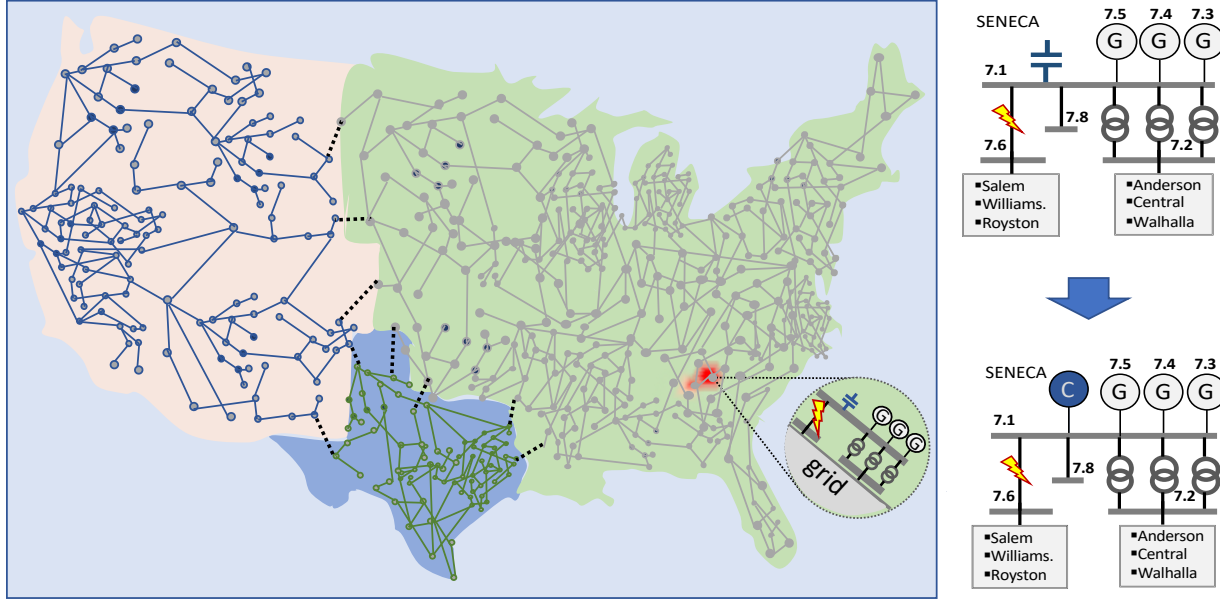 7.5 7.4 7.3
SENECA G G G
7.1
7.8
7.6 7.2
▪Salem ▪Anderson
▪Williams. ▪Central
▪Royston ▪Walhalla
7.5 7.4 7.3
SENECA C G G G
7.1
7.8
7.6 7.2
▪Salem ▪Anderson
▪Williams. ▪Central
▪Royston ▪Walhalla
G G G
grid